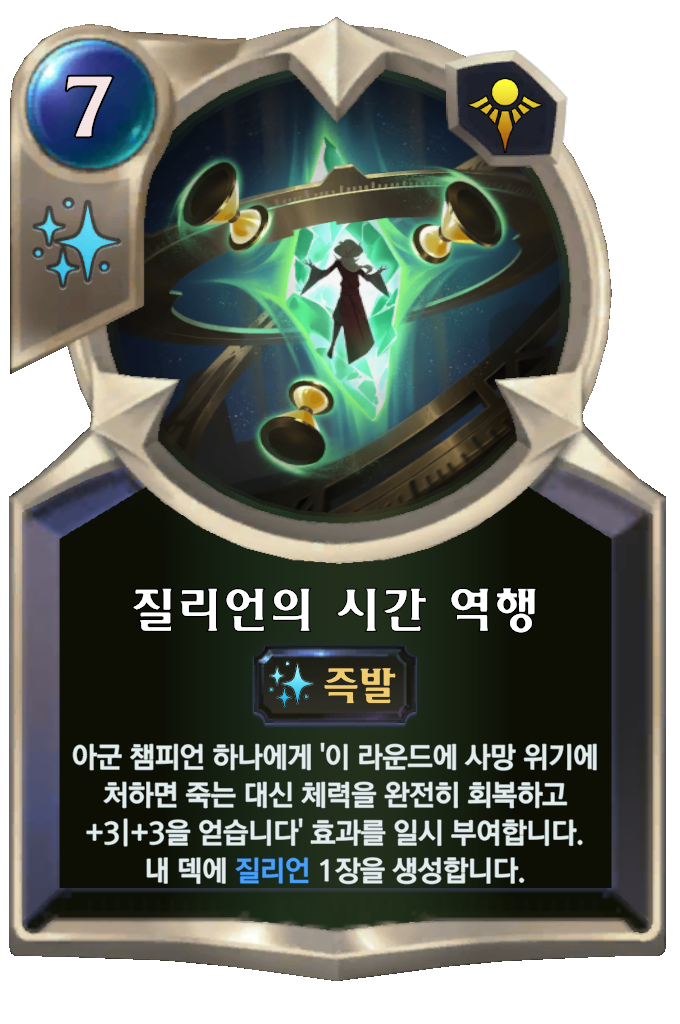 7
질리언의 시간 역행
즉발
아군 챔피언 하나에게 '이 라운드에 사망 위기에
처하면 죽는 대신 체력을 완전히 회복하고
+3|+3을 얻습니다' 효과를 일시 부여합니다.
내 덱에 질리언 1장을 생성합니다.